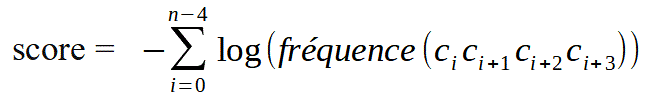 score = −∑_{i=0}^{n−4} log(fréquence(c_i c_{i+1} c_{i+2} c_{i+3}))